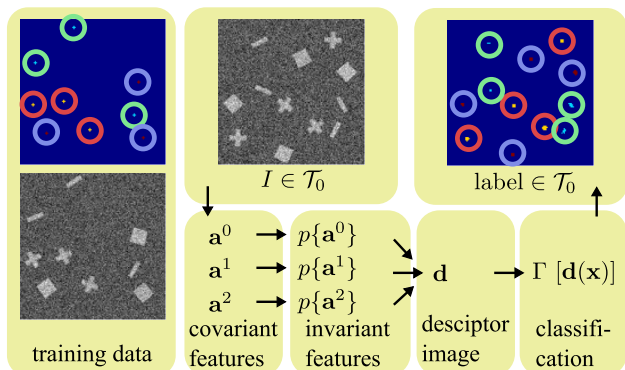 I ∈ 𝒯₀
label ∈ 𝒯₀
a⁰ p{a⁰}
a¹ p{a¹} d Γ [d(x)]
a² p{a²}
training data
covariant
features
invariant
features
desciptor
image
classifi-
cation